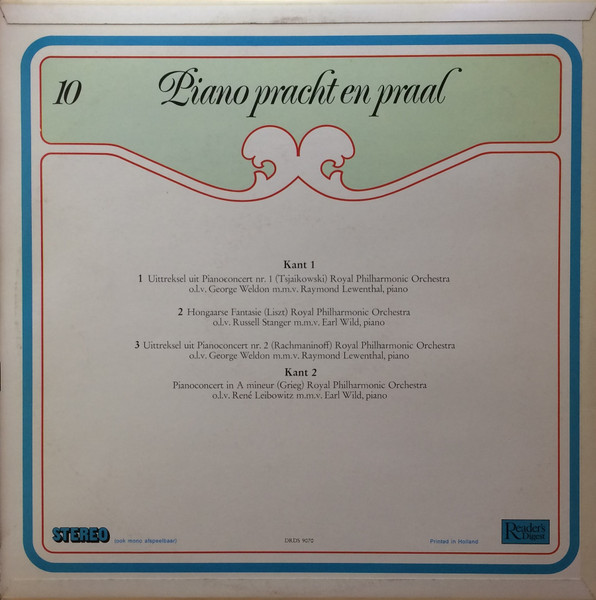 10 Piano pracht en praal
Kant 1
1 Uittreksel uit Pianoconcert nr. 1 (Tsjaikowski) Royal Philharmonic Orchestra
o.l.v. George Weldon m.m.v. Raymond Lewenthal, piano
2 Hongaarse Fantasie (Liszt) Royal Philharmonic Orchestra
o.l.v. Russell Stanger m.m.v. Earl Wild, piano
3 Uittreksel uit Pianoconcert nr. 2 (Rachmaninoff) Royal Philharmonic Orchestra
o.l.v. George Weldon m.m.v. Raymond Lewenthal, piano
Kant 2
Pianoconcert in A mineur (Grieg) Royal Philharmonic Orchestra
o.l.v. René Leibowitz m.m.v. Earl Wild, piano
STEREO (ook mono afspeelbaar) DRDS 9070 Printed in Holland
Reader's
Digest